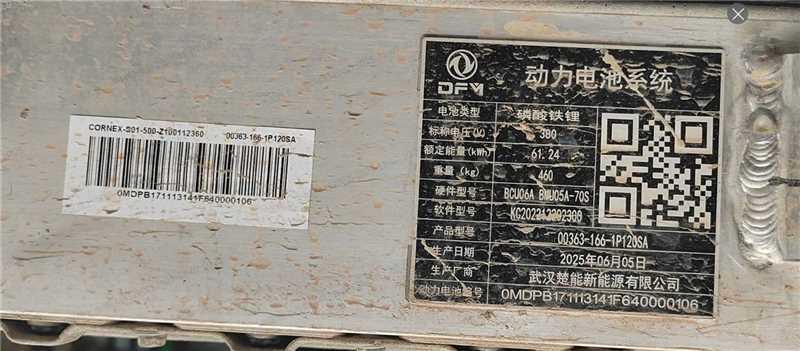 CORNEX-S01-500-Z100112360 00363-166-1P120SA
0MDPB171113141F640000106
DFM
动力电池系统
电池类型 磷酸铁锂
标称电压(V) 380
额定能量(kWh) 61.24
重量(kg) 460
硬件型号 BCU06A BMU05A-70S
软件型号 KC202212202308
产品型号 00363-166-1P120SA
生产日期 2025年06月05日
生产厂商 武汉楚能新能源有限公司
动力电池编号 0MDPB171113141F640000106